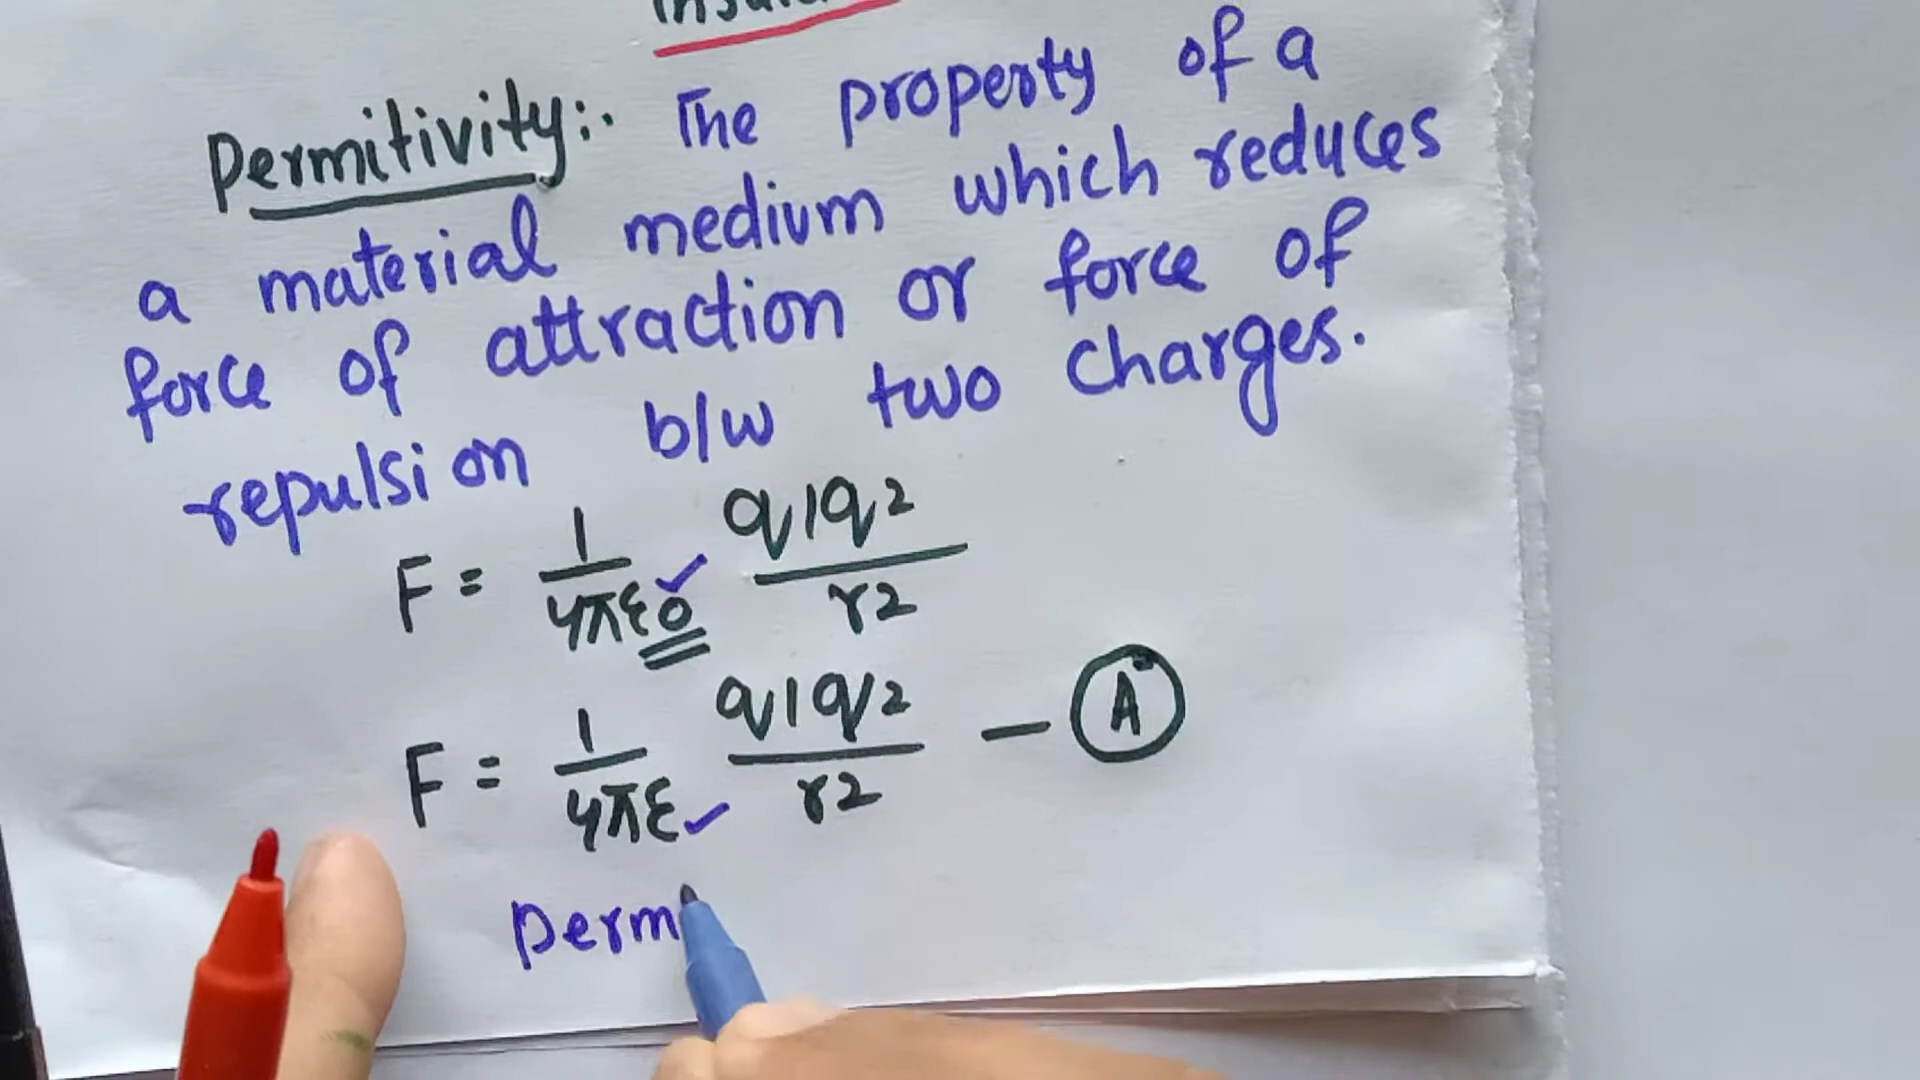 Permitivity:. The property of a
a material medium which reduces
force of attraction or force of
repulsion b/w two charges.
F = 1/4πε0 q1q2/r2
F = 1/4πε q1q2/r2 — A
perm